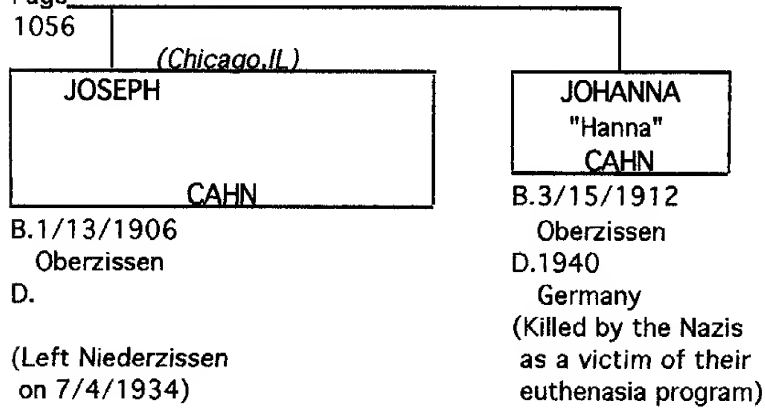 Page
1056
(Chicago,IL)
JOSEPH
CAHN
B.1/13/1906
Oberzissen
D.
(Left Niederzissen
on 7/4/1934)
JOHANNA
"Hanna"
CAHN
B.3/15/1912
Oberzissen
D.1940
Germany
(Killed by the Nazis
as a victim of their
euthenasia program)